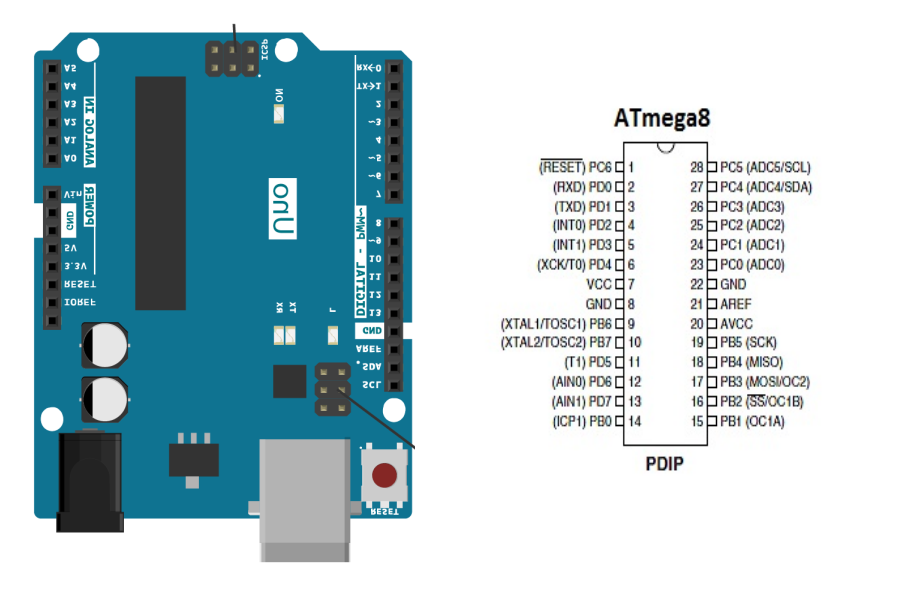 ICSP
A5
A4
A3
A2
A1
A0
ANALOG IN
Vin
GND
5V
3.3V
RESET
IOREF
POWER
ON
Uno
RX
TX
L
RX←0
TX→1
2
~3
4
~5
~6
7
8
~9
10
11
12
13
GND
AREF
SDA
SCL
DIGITAL - PWM~
RESET
ATmega8
(RESET) PC6 1 28 PC5 (ADC5/SCL)
(RXD) PD0 2 27 PC4 (ADC4/SDA)
(TXD) PD1 3 26 PC3 (ADC3)
(INT0) PD2 4 25 PC2 (ADC2)
(INT1) PD3 5 24 PC1 (ADC1)
(XCK/T0) PD4 6 23 PC0 (ADC0)
VCC 7 22 GND
GND 8 21 AREF
(XTAL1/TOSC1) PB6 9 20 AVCC
(XTAL2/TOSC2) PB7 10 19 PB5 (SCK)
(T1) PD5 11 18 PB4 (MISO)
(AIN0) PD6 12 17 PB3 (MOSI/OC2)
(AIN1) PD7 13 16 PB2 (SS/OC1B)
(ICP1) PB0 14 15 PB1 (OC1A)
PDIP